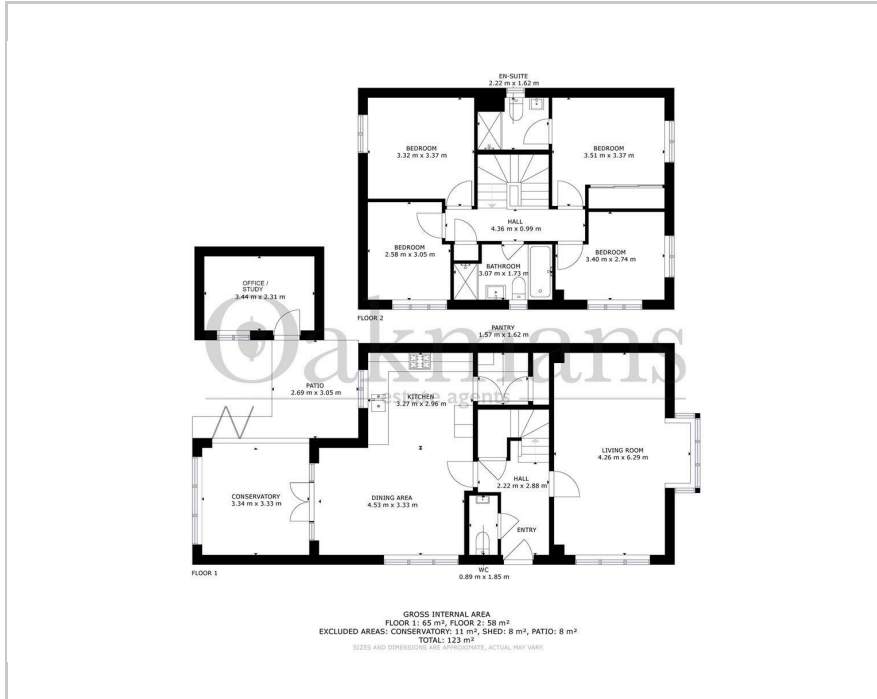 EN-SUITE
2.22 m x 1.62 m
BEDROOM
3.32 m x 3.37 m
BEDROOM
3.51 m x 3.37 m
HALL
4.36 m x 0.99 m
BEDROOM
2.58 m x 3.05 m
BATHROOM
3.07 m x 1.73 m
BEDROOM
3.40 m x 2.74 m
OFFICE /
STUDY
3.44 m x 2.31 m
FLOOR 2
PANTRY
1.57 m x 1.62 m
Oakmans
estate agents
PATIO
2.69 m x 3.05 m
KITCHEN
3.27 m x 2.96 m
LIVING ROOM
4.26 m x 6.29 m
HALL
2.22 m x 2.88 m
CONSERVATORY
3.34 m x 3.33 m
DINING AREA
4.53 m x 3.33 m
ENTRY
WC
0.89 m x 1.85 m
FLOOR 1
GROSS INTERNAL AREA
FLOOR 1: 65 m², FLOOR 2: 58 m²
EXCLUDED AREAS: CONSERVATORY: 11 m², SHED: 8 m², PATIO: 8 m²
TOTAL: 123 m²
SIZES AND DIMENSIONS ARE APPROXIMATE, ACTUAL MAY VARY.